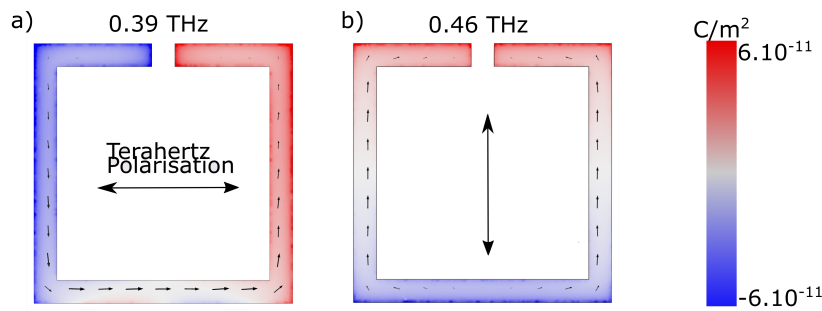 a) 0.39 THz
b) 0.46 THz
C/m²
6.10⁻¹¹
Terahertz
Polarisation
-6.10⁻¹¹